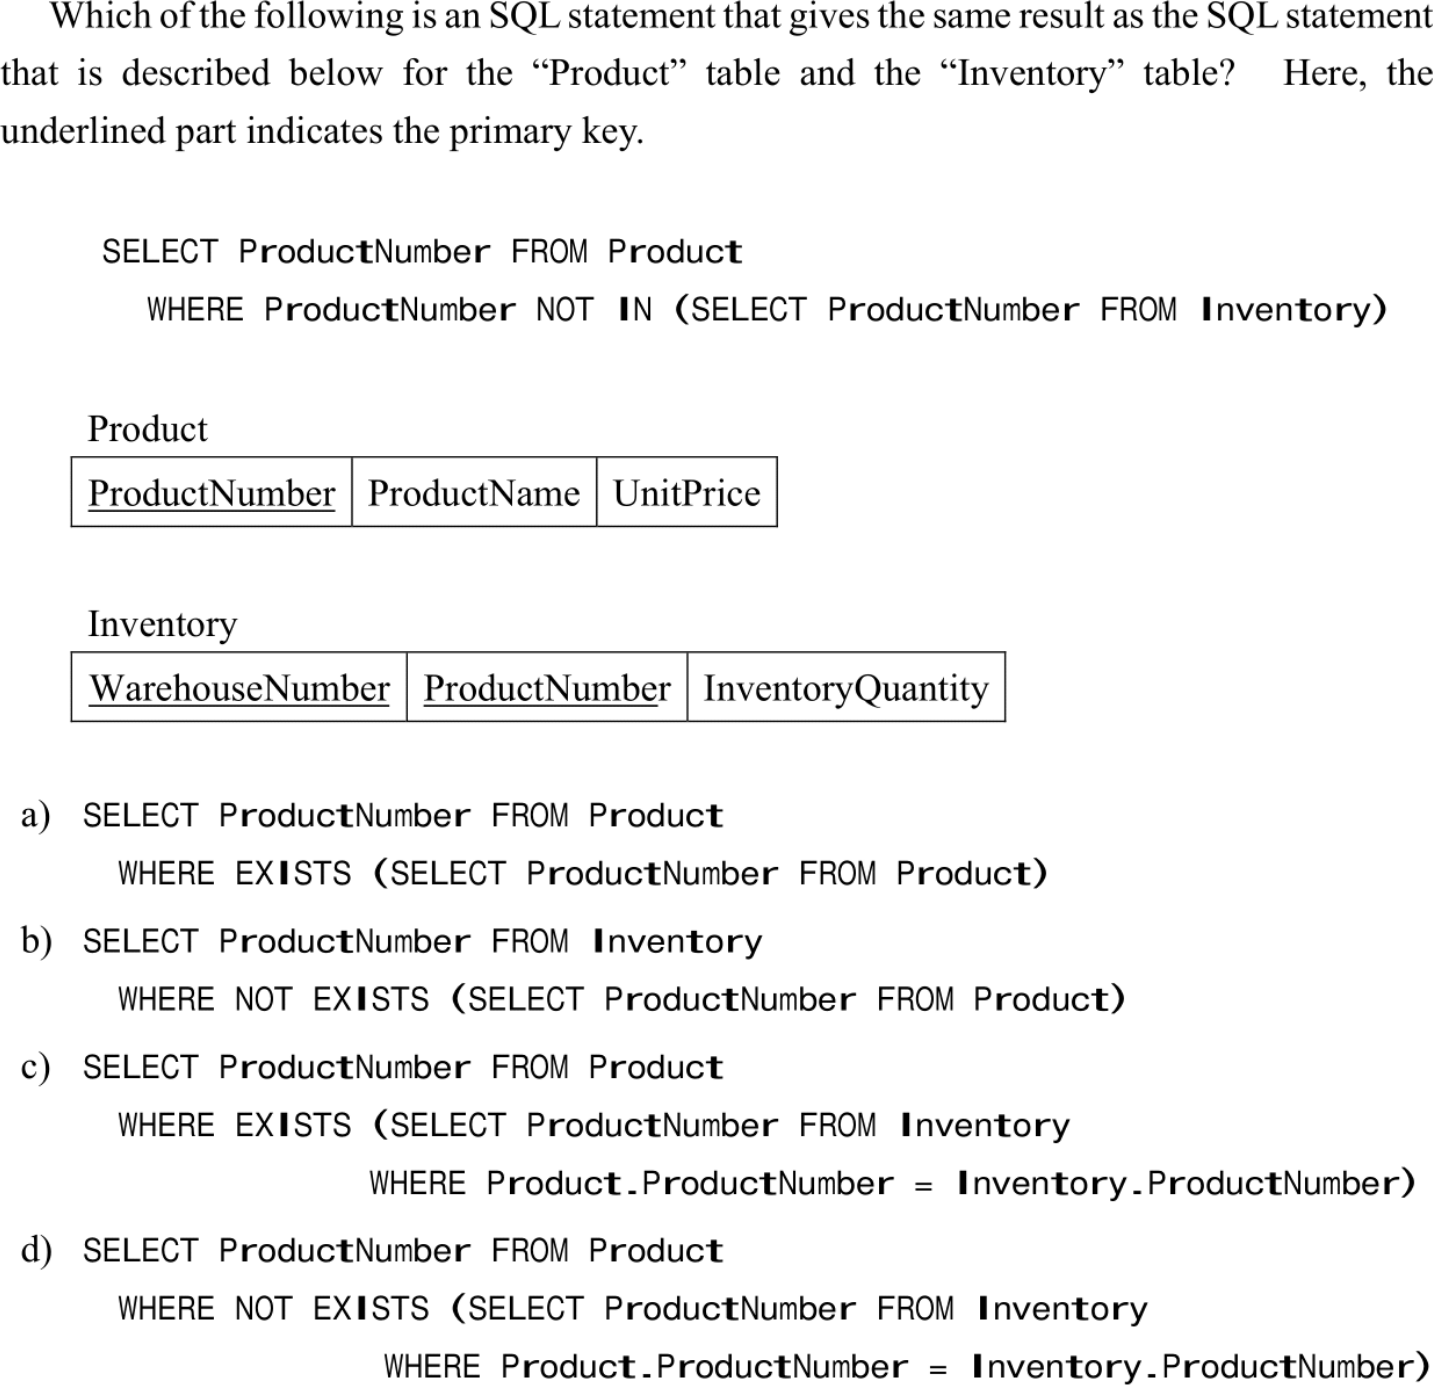 Which of the following is an SQL statement that gives the same result as the SQL statement
that is described below for the “Product” table and the “Inventory” table? Here, the
underlined part indicates the primary key.
SELECT ProductNumber FROM Product
WHERE ProductNumber NOT IN (SELECT ProductNumber FROM Inventory)
Product
ProductNumber ProductName UnitPrice
Inventory
WarehouseNumber ProductNumber InventoryQuantity
a) SELECT ProductNumber FROM Product
WHERE EXISTS (SELECT ProductNumber FROM Product)
b) SELECT ProductNumber FROM Inventory
WHERE NOT EXISTS (SELECT ProductNumber FROM Product)
c) SELECT ProductNumber FROM Product
WHERE EXISTS (SELECT ProductNumber FROM Inventory
WHERE Product.ProductNumber = Inventory.ProductNumber)
d) SELECT ProductNumber FROM Product
WHERE NOT EXISTS (SELECT ProductNumber FROM Inventory
WHERE Product.ProductNumber = Inventory.ProductNumber)